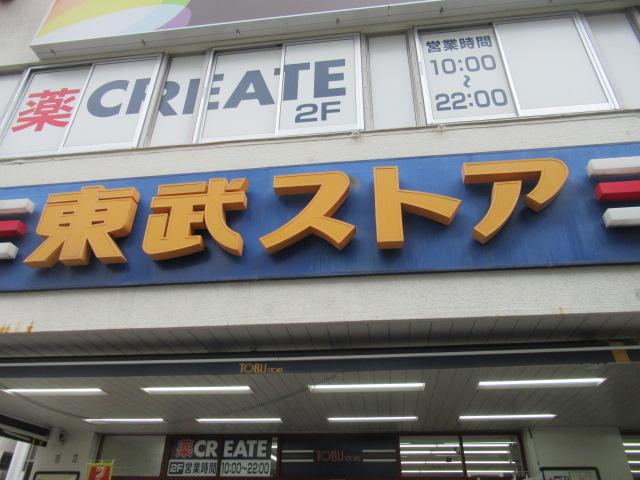 薬 CREATE 2F
営業時間
10:00
~
22:00
東武ストア
TOBU STORE
薬 CREATE
2F 営業時間 10:00~22:00
TOBU STORE